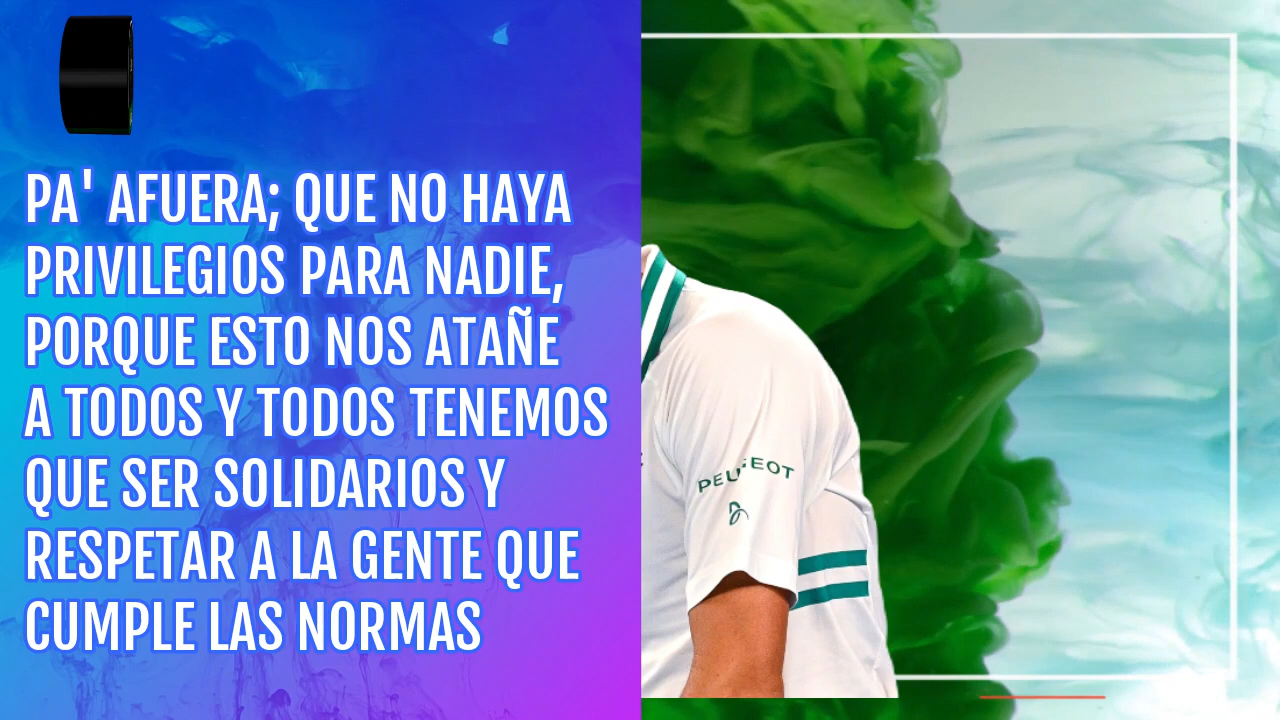 PA' AFUERA; QUE NO HAYA
PRIVILEGIOS PARA NADIE,
PORQUE ESTO NOS ATAÑE
A TODOS Y TODOS TENEMOS
QUE SER SOLIDARIOS Y
RESPETAR A LA GENTE QUE
CUMPLE LAS NORMAS
PEUGEOT